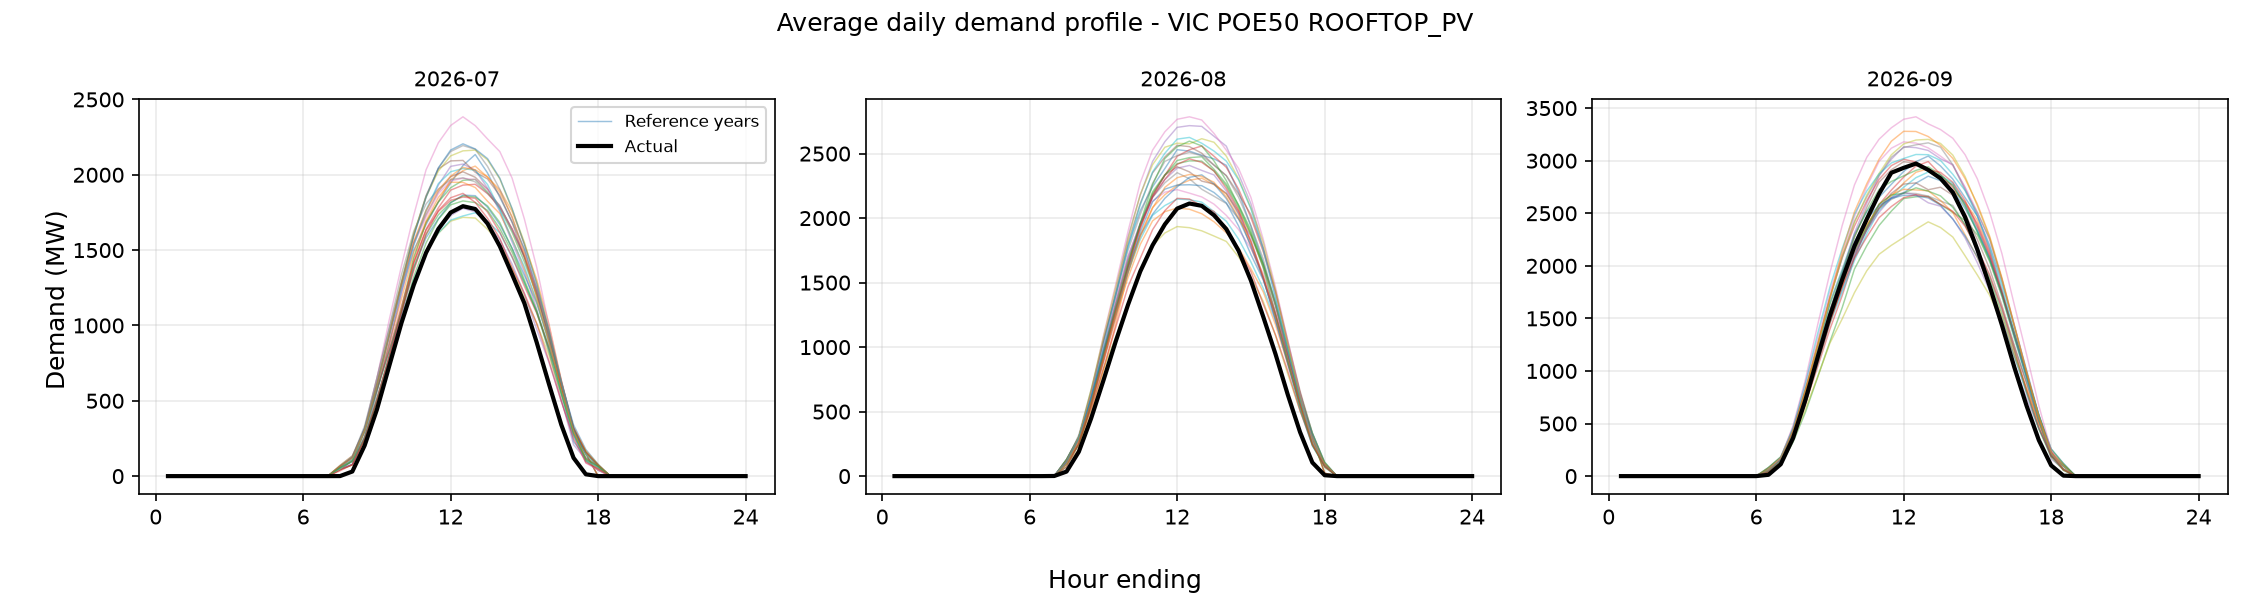 Average daily demand profile - VIC POE50 ROOFTOP_PV
2026-07
2026-08
2026-09
Demand (MW)
2500
2000
1500
1000
500
0
0 6 12 18 24
Reference years
Actual
2500
2000
1500
1000
500
0
0 6 12 18 24
3500
3000
2500
2000
1500
1000
500
0
0 6 12 18 24
Hour ending